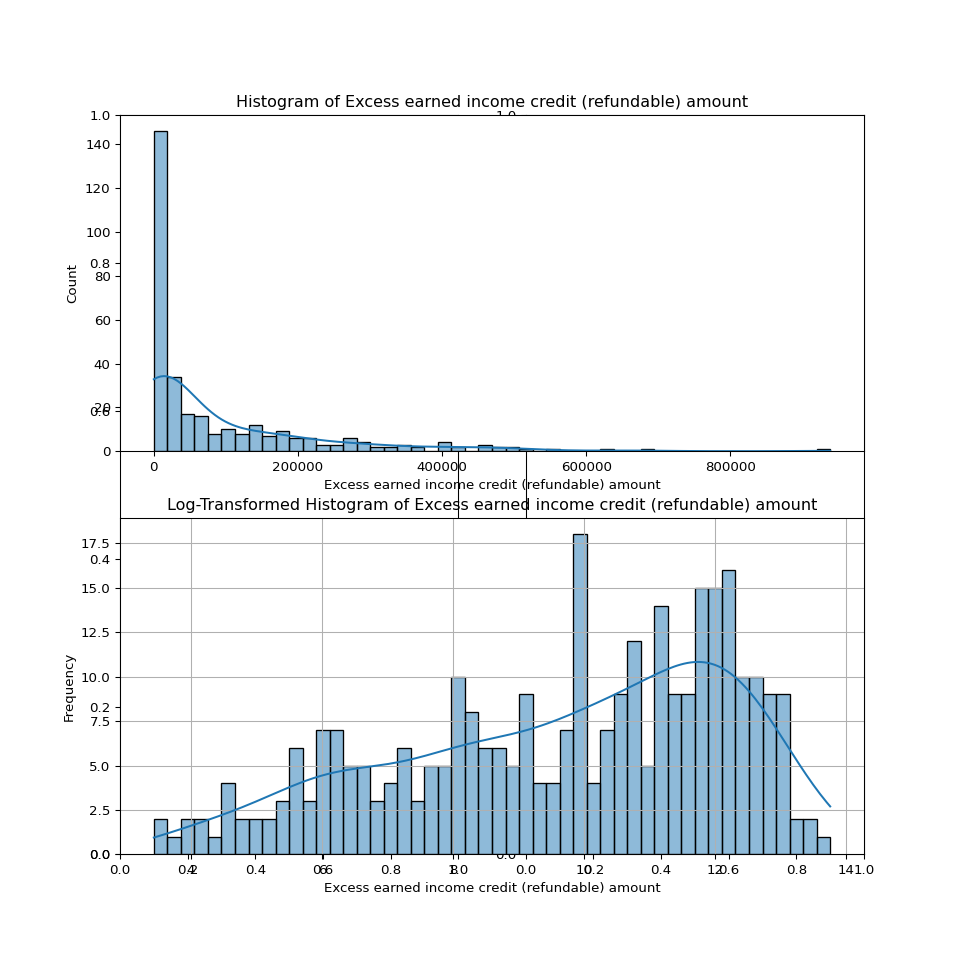 Histogram of Excess earned income credit (refundable) amount
1.0
140
120
100
0.8
80
60
40
20
0
Count
0 200000 400000 600000 800000
Excess earned income credit (refundable) amount
Log-Transformed Histogram of Excess earned income credit (refundable) amount
17.5
0.4
15.0
12.5
10.0
0.2
7.5
5.0
2.5
0.0
Frequency
0.0 0.4 0.8 0.0 0.4 0.8 1.0
Excess earned income credit (refundable) amount